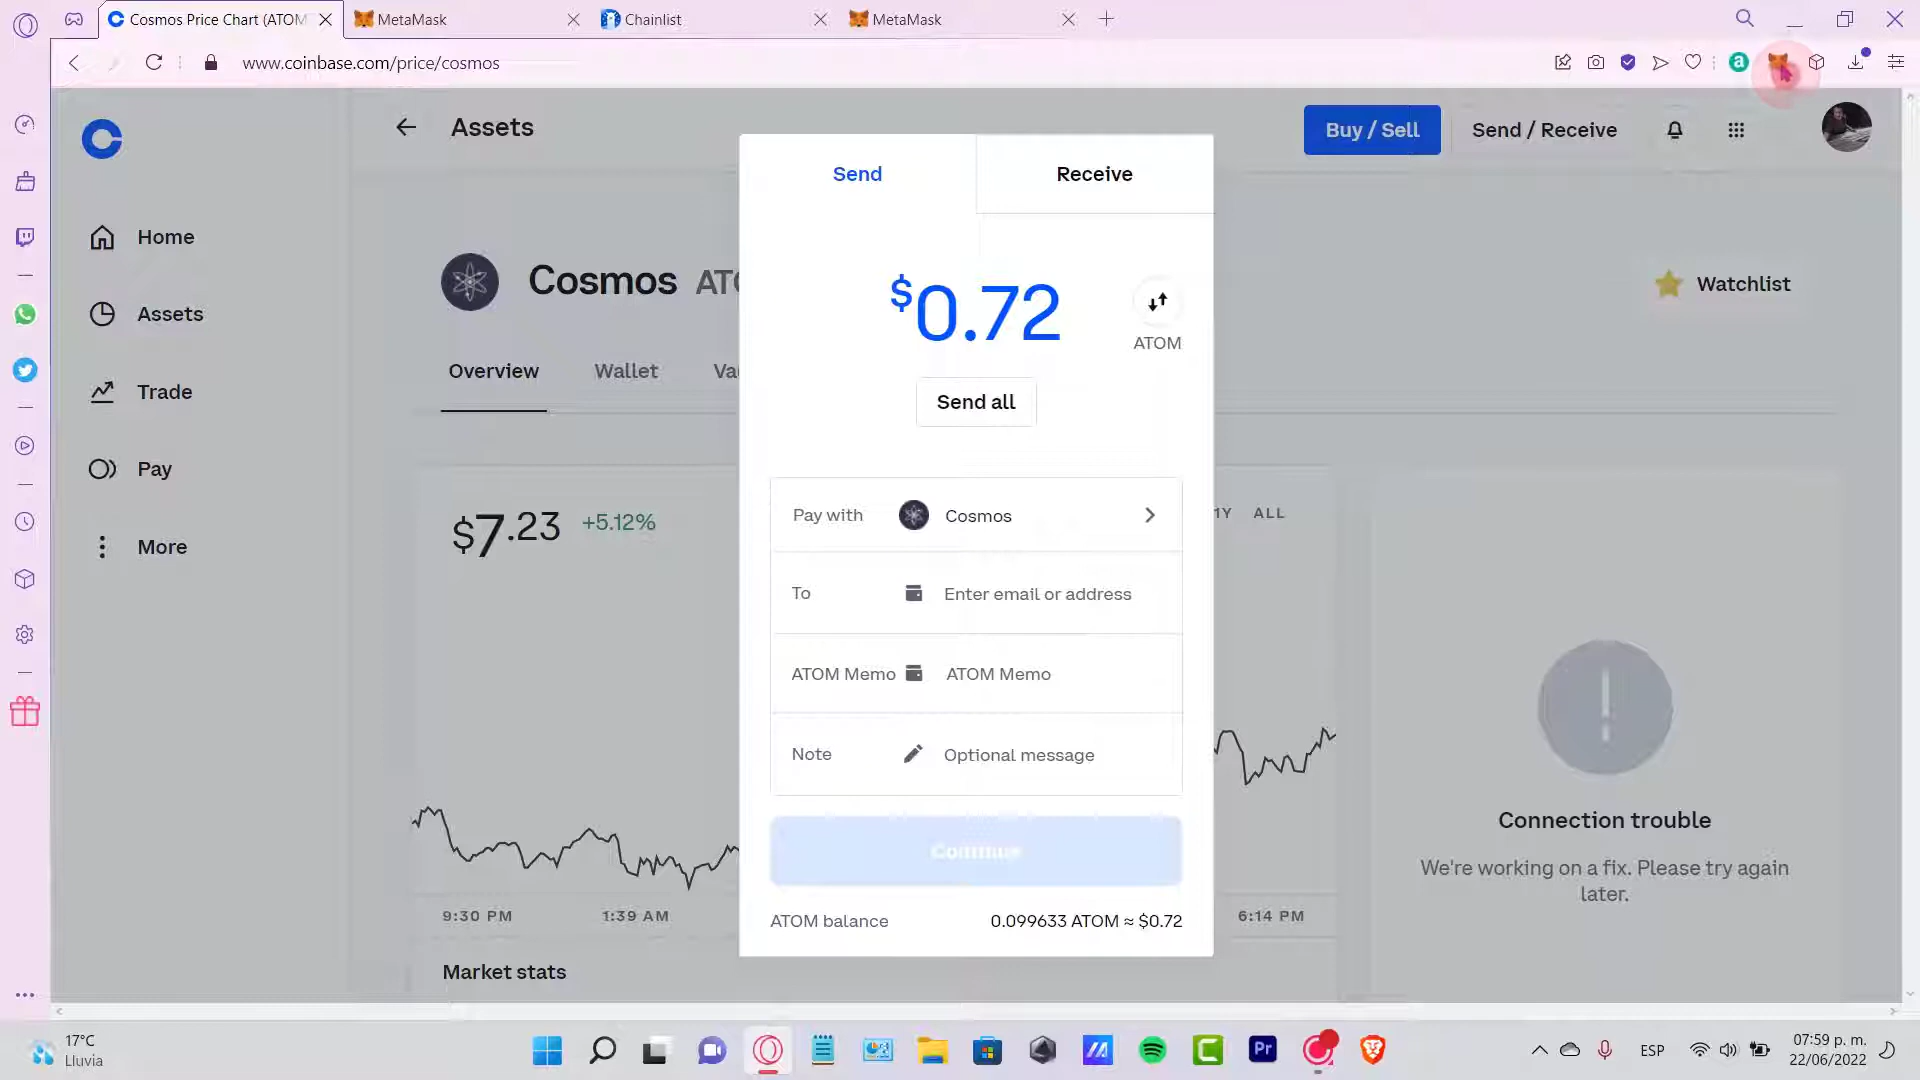 Cosmos Price Chart (ATOM
MetaMask
Chainlist
MetaMask
www.coinbase.com/price/cosmos
Assets
Buy / Sell
Send / Receive
Home
Assets
Trade
Pay
More
Cosmos
Watchlist
Overview
Wallet
$7.23 +5.12%
1Y ALL
9:30 PM
1:39 AM
6:14 PM
Market stats
Send
Receive
$0.72
ATOM
Send all
Pay with
Cosmos
To
Enter email or address
ATOM Memo
ATOM Memo
Note
Optional message
Continue
ATOM balance
0.099633 ATOM ≈ $0.72
Connection trouble
We're working on a fix. Please try again
later.
17°C
Lluvia
Pr
ESP
07:59 p. m.
22/06/2022